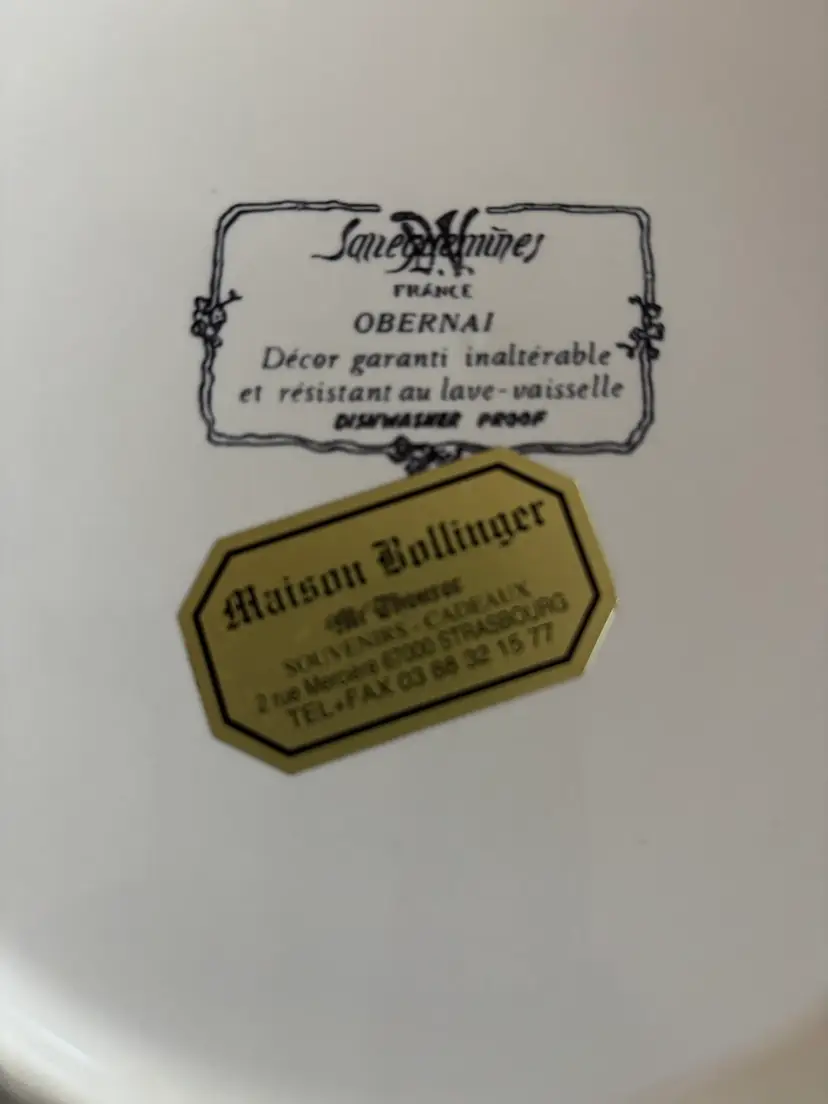 Sarreguemines
FRANCE
OBERNAI
Décor garanti inaltérable
et résistant au lave-vaisselle
DISHWASHER PROOF
Maison Bollinger
Mr
SOUVENIRS - CADEAUX
2 rue Mercière 67000 STRASBOURG
TEL+FAX 03 88 32 15 77